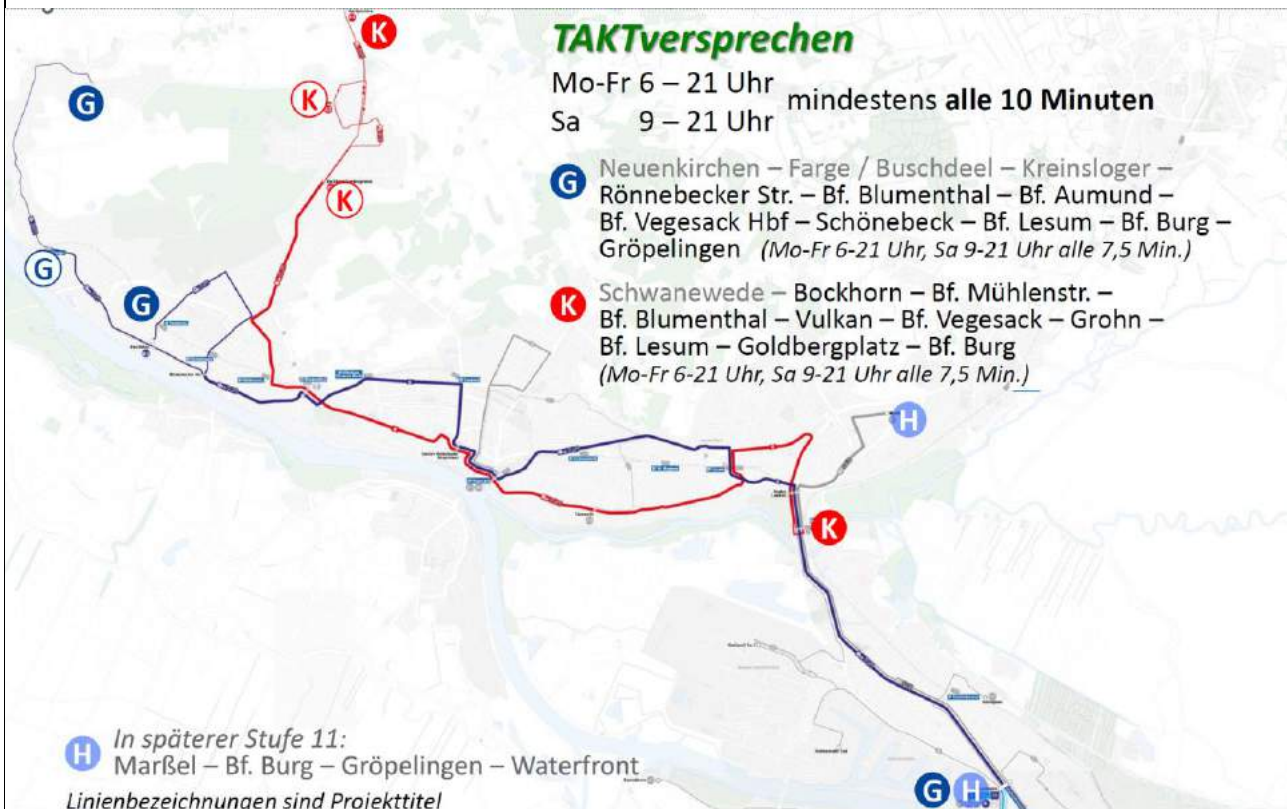 TAKTversprechen
Mo-Fr 6 – 21 Uhr
mindestens alle 10 Minuten
Sa 9 – 21 Uhr
K
G
K
K
G
G
G
Neuenkirchen – Farge / Buschdeel – Kreinsloger –
Rönnebecker Str. – Bf. Blumenthal – Bf. Aumund –
Bf. Vegesack Hbf – Schönebeck – Bf. Lesum – Bf. Burg –
Gröpelingen (Mo-Fr 6-21 Uhr, Sa 9-21 Uhr alle 7,5 Min.)
K
Schwanewede – Bockhorn – Bf. Mühlenstr. –
Bf. Blumenthal – Vulkan – Bf. Vegesack – Grohn –
Bf. Lesum – Goldbergplatz – Bf. Burg
(Mo-Fr 6-21 Uhr, Sa 9-21 Uhr alle 7,5 Min.)
H
K
H
In späterer Stufe 11:
Marßel – Bf. Burg – Gröpelingen – Waterfront
Linienbezeichnungen sind Projekttitel
G
H